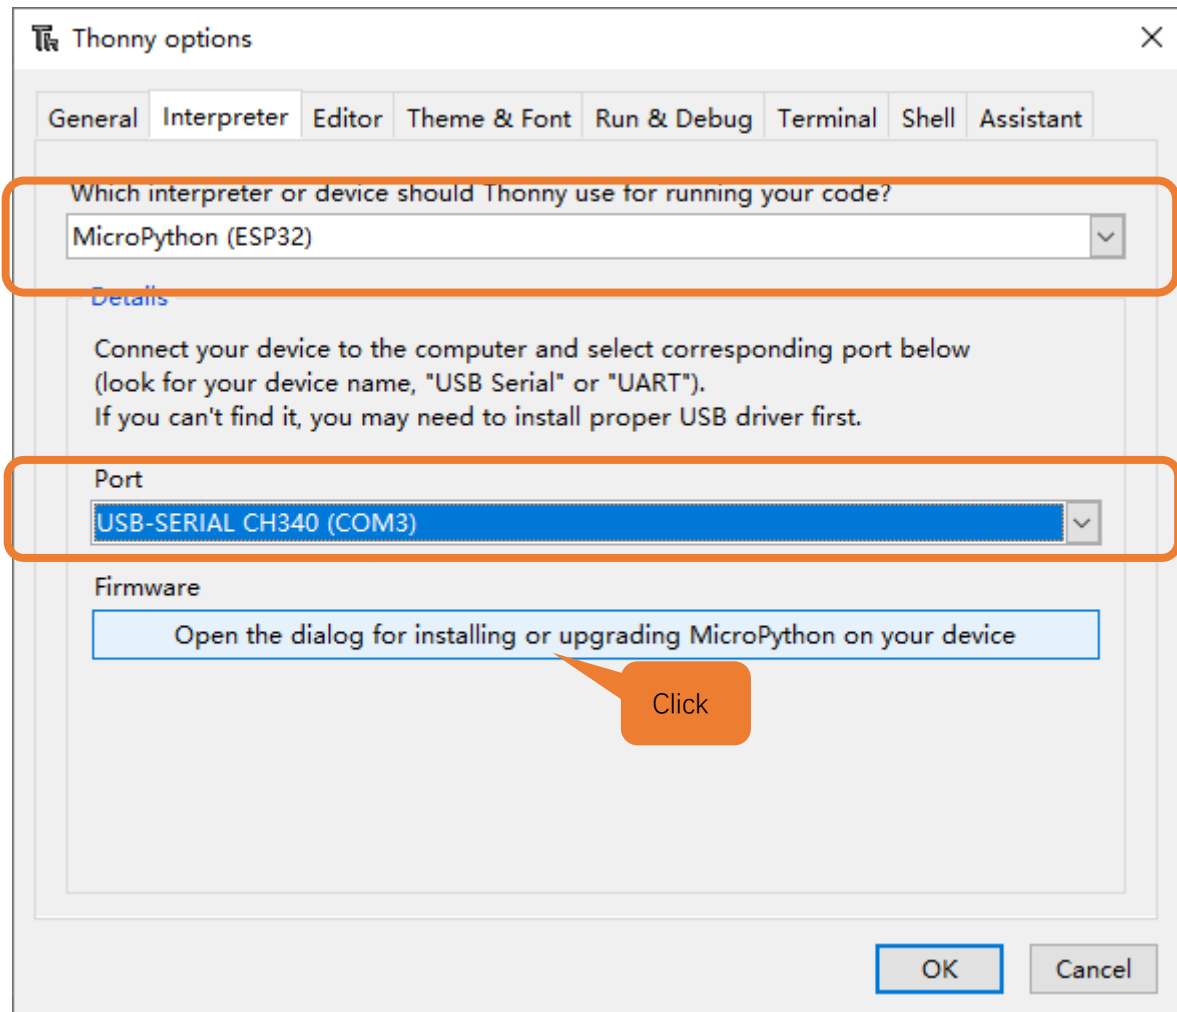 Thonny options
General Interpreter Editor Theme & Font Run & Debug Terminal Shell Assistant
Which interpreter or device should Thonny use for running your code?
MicroPython (ESP32)
Details
Connect your device to the computer and select corresponding port below
(look for your device name, "USB Serial" or "UART").
If you can't find it, you may need to install proper USB driver first.
Port
USB-SERIAL CH340 (COM3)
Firmware
Open the dialog for installing or upgrading MicroPython on your device
Click
OK Cancel